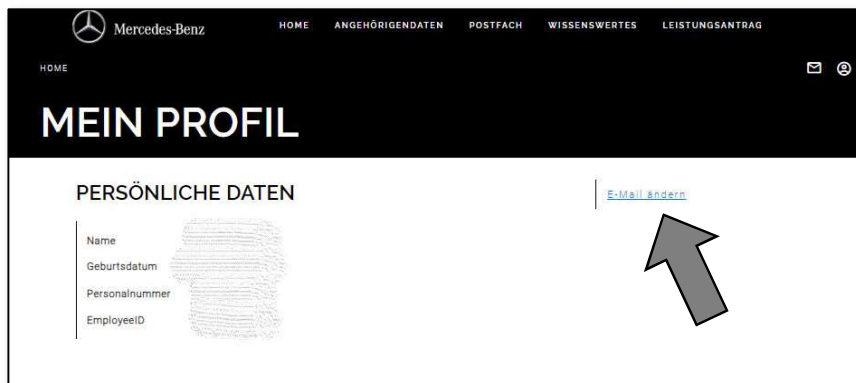 Mercedes-Benz HOME ANGEHÖRIGENDATEN POSTFACH WISSENSWERTES LEISTUNGSANTRAG
HOME
MEIN PROFIL
PERSÖNLICHE DATEN
E-Mail ändern
Name
Geburtsdatum
Personalnummer
EmployeeID